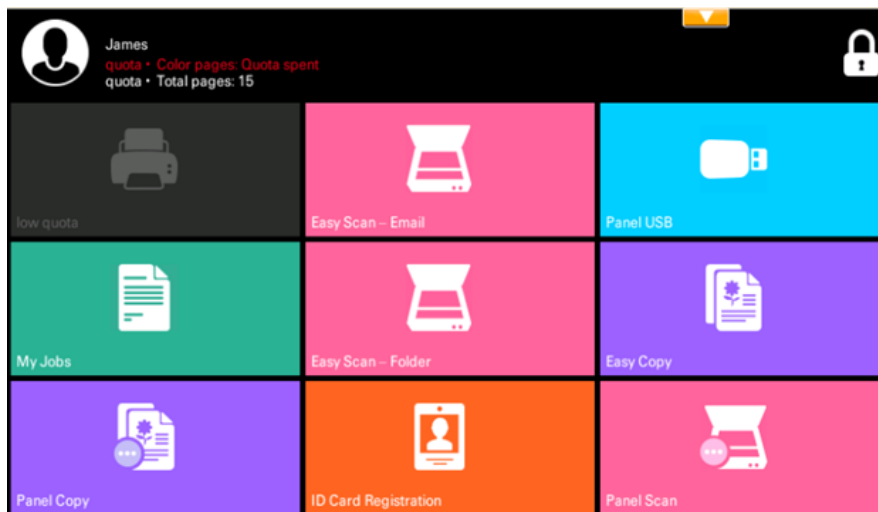 James
quota • Color pages: Quota spent
quota • Total pages: 15
low quota
Easy Scan – Email
Panel USB
My Jobs
Easy Scan – Folder
Easy Copy
Panel Copy
ID Card Registration
Panel Scan